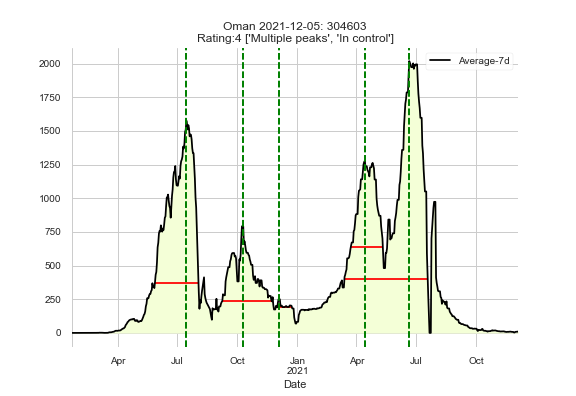 Oman 2021-12-05: 304603
Rating:4 ['Multiple peaks', 'In control']
Average-7d
2000
1750
1500
1250
1000
750
500
250
0
Apr
Jul
Oct
Jan
2021
Apr
Jul
Oct
Date